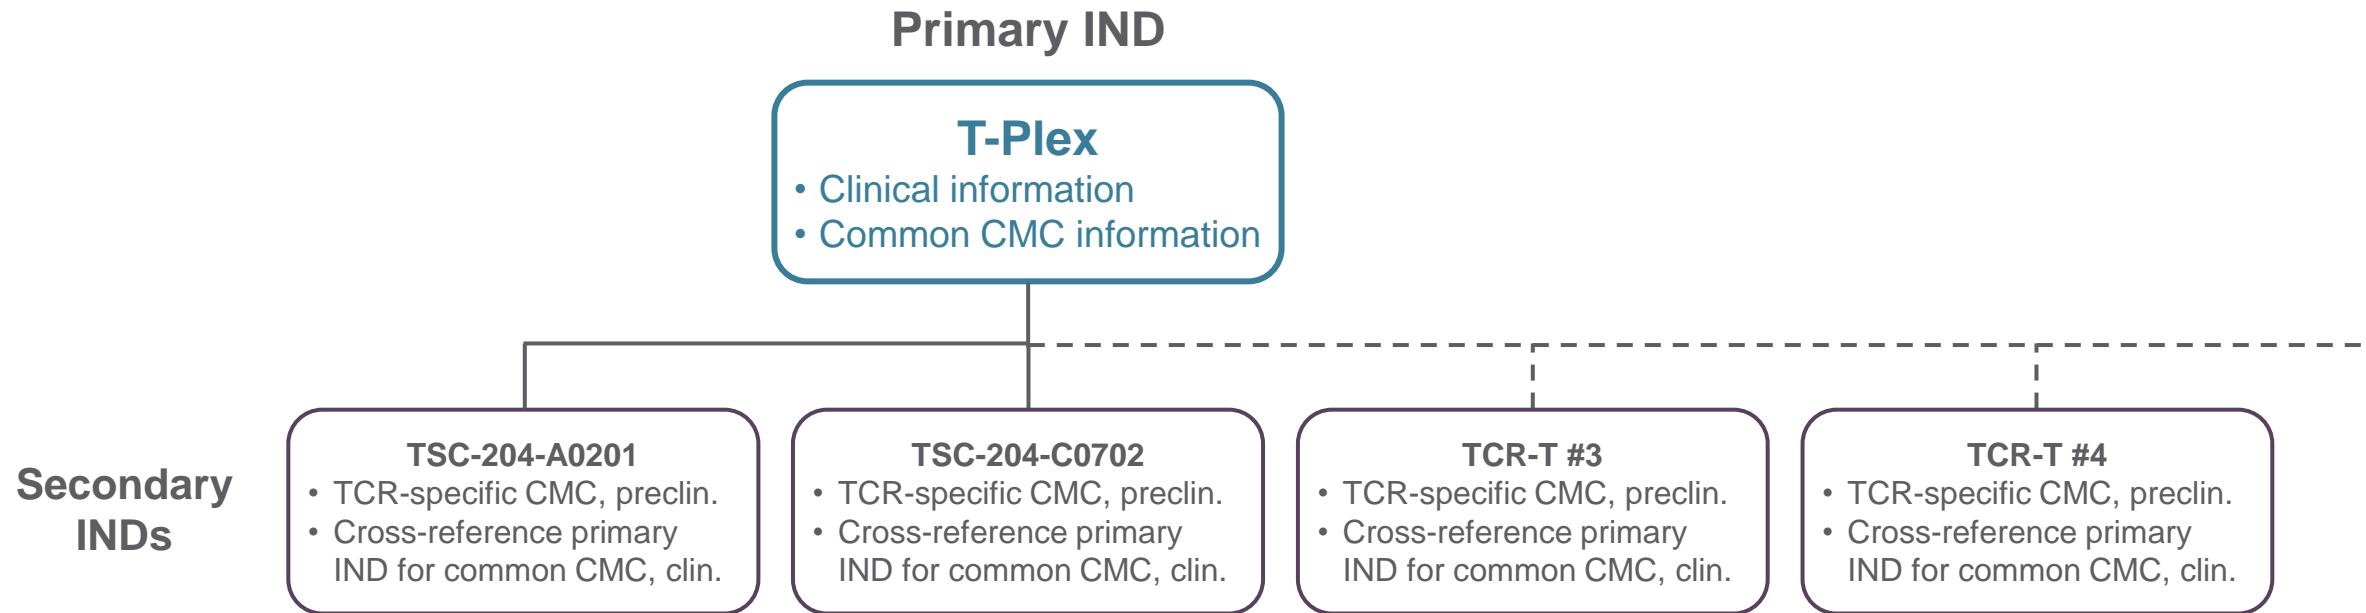 Primary IND
T-Plex
• Clinical information
• Common CMC information
Secondary
INDs
TSC-204-A0201
• TCR-specific CMC, preclin.
• Cross-reference primary
IND for common CMC, clin.
TSC-204-C0702
• TCR-specific CMC, preclin.
• Cross-reference primary
IND for common CMC, clin.
TCR-T #3
• TCR-specific CMC, preclin.
• Cross-reference primary
IND for common CMC, clin.
TCR-T #4
• TCR-specific CMC, preclin.
• Cross-reference primary
IND for common CMC, clin.